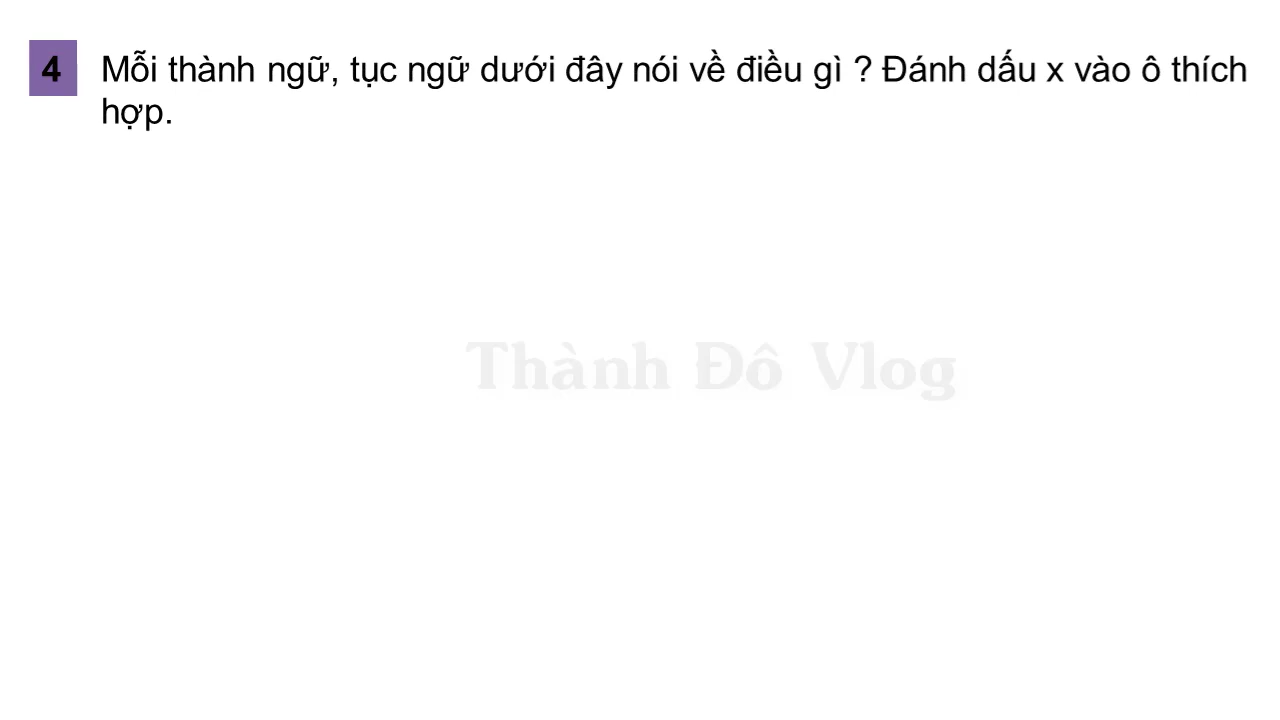 4 Mỗi thành ngữ, tục ngữ dưới đây nói về điều gì ? Đánh dấu x vào ô thích
hợp.
Thành Đô Vlog